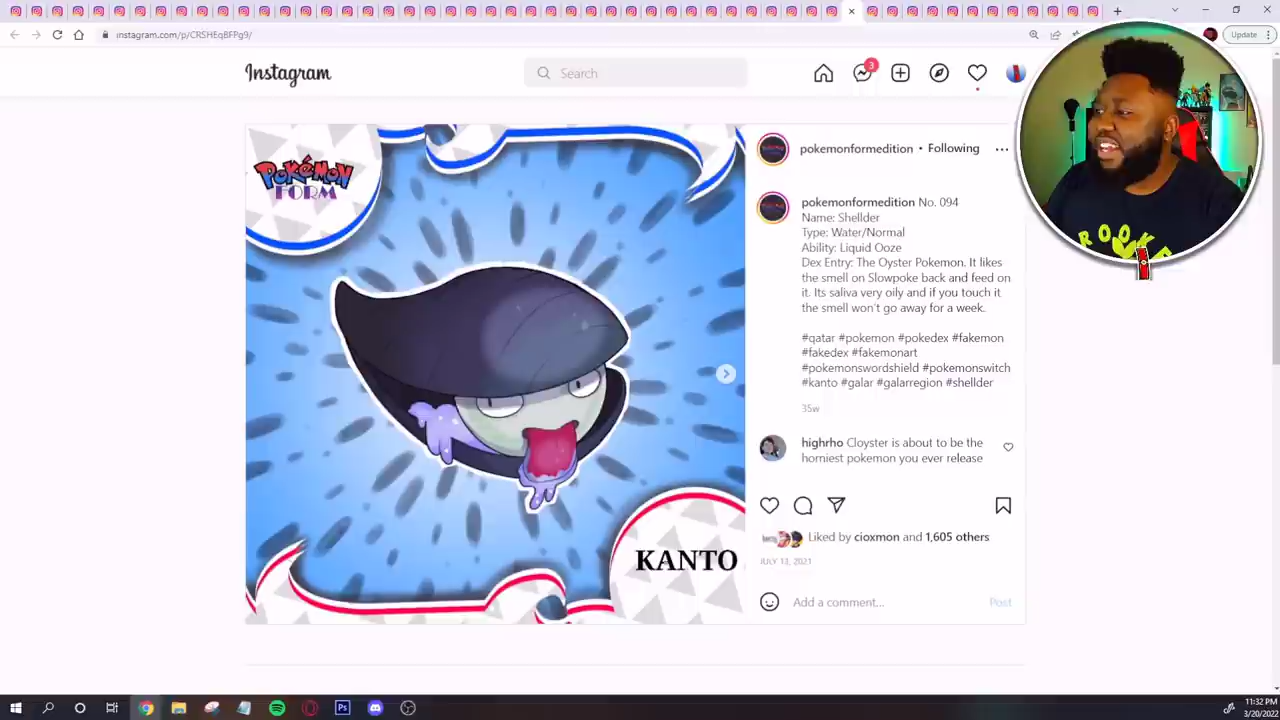 instagram.com/p/CRSHEqBFPg9/
Update
Instagram
Search
3
POKéMON
FORM
KANTO
pokemonformedition • Following
pokemonformedition No. 094
Name: Shellder
Type: Water/Normal
Ability: Liquid Ooze
Dex Entry: The Oyster Pokemon. It likes
the smell on Slowpoke back and feed on
it. Its saliva very oily and if you touch it
the smell won't go away for a week.
#qatar #pokemon #pokedex #fakemon
#fakedex #fakemonart
#pokemonswordshield #pokemonswitch
#kanto #galar #galarregion #shellder
35w
highrho Cloyster is about to be the
horniest pokemon you ever release
Liked by cioxmon and 1,605 others
JULY 13, 2021
Add a comment...
Post
ROOKE
11:32 PM
3/20/2022